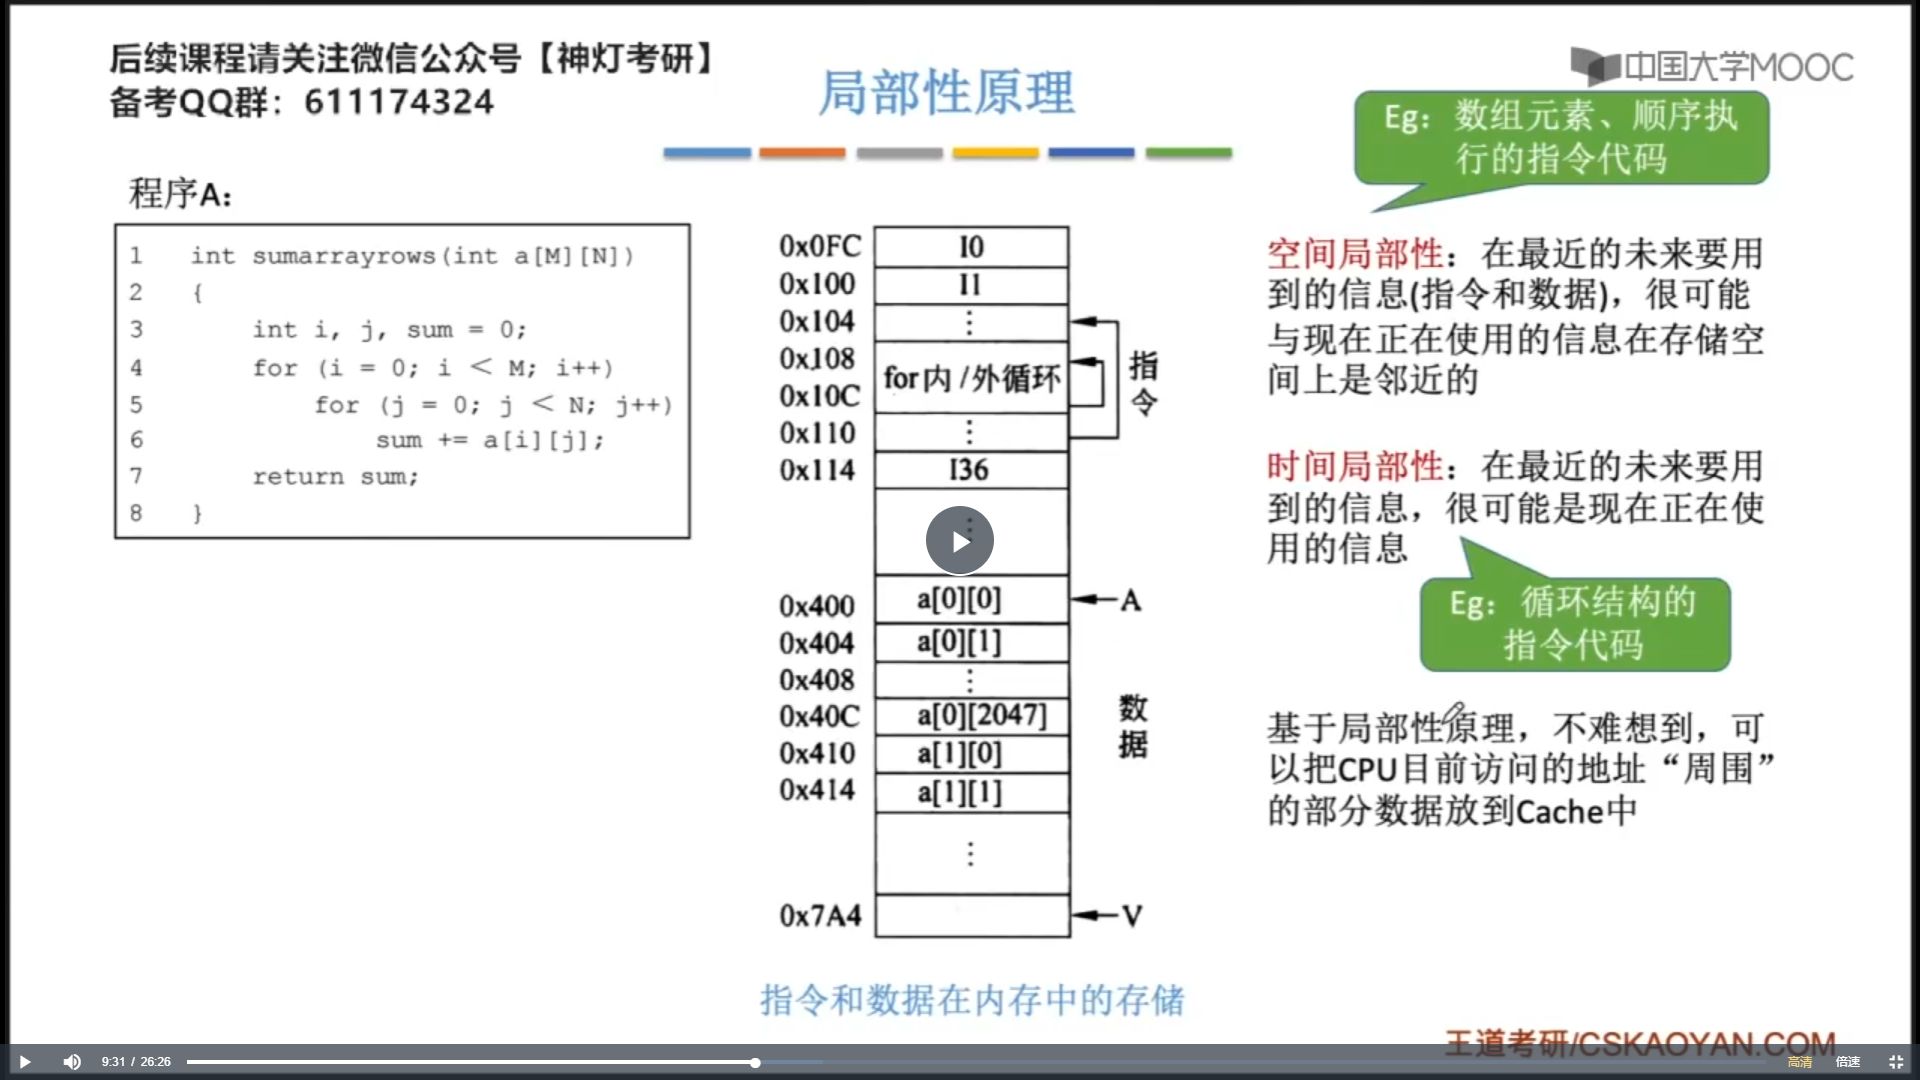 后续课程请关注微信公众号【神灯考研】
备考QQ群：611174324
中国大学MOOC
局部性原理
Eg：数组元素、顺序执
行的指令代码
程序A：
1 int sumarrayrows(int a[M][N])
2 {
3 int i, j, sum = 0;
4 for (i = 0; i < M; i++)
5 for (j = 0; j < N; j++)
6 sum += a[i][j];
7 return sum;
8 }
0x0FC I0
0x100 I1
0x104 ⋮
0x108
for内/外循环
0x10C
0x110 ⋮
0x114 I36
⋮
指令
0x400 a[0][0] A
0x404 a[0][1]
0x408 ⋮
0x40C a[0][2047]
0x410 a[1][0]
0x414 a[1][1]
⋮
0x7A4 V
数据
指令和数据在内存中的存储
空间局部性：在最近的未来要用
到的信息(指令和数据)，很可能
与现在正在使用的信息在存储空
间上是邻近的
时间局部性：在最近的未来要用
到的信息，很可能是现在正在使
用的信息
Eg：循环结构的
指令代码
基于局部性原理，不难想到，可
以把CPU目前访问的地址“周围”
的部分数据放到Cache中
王道考研/CSKAOYAN.COM
9:31 / 26:26
高清
倍速